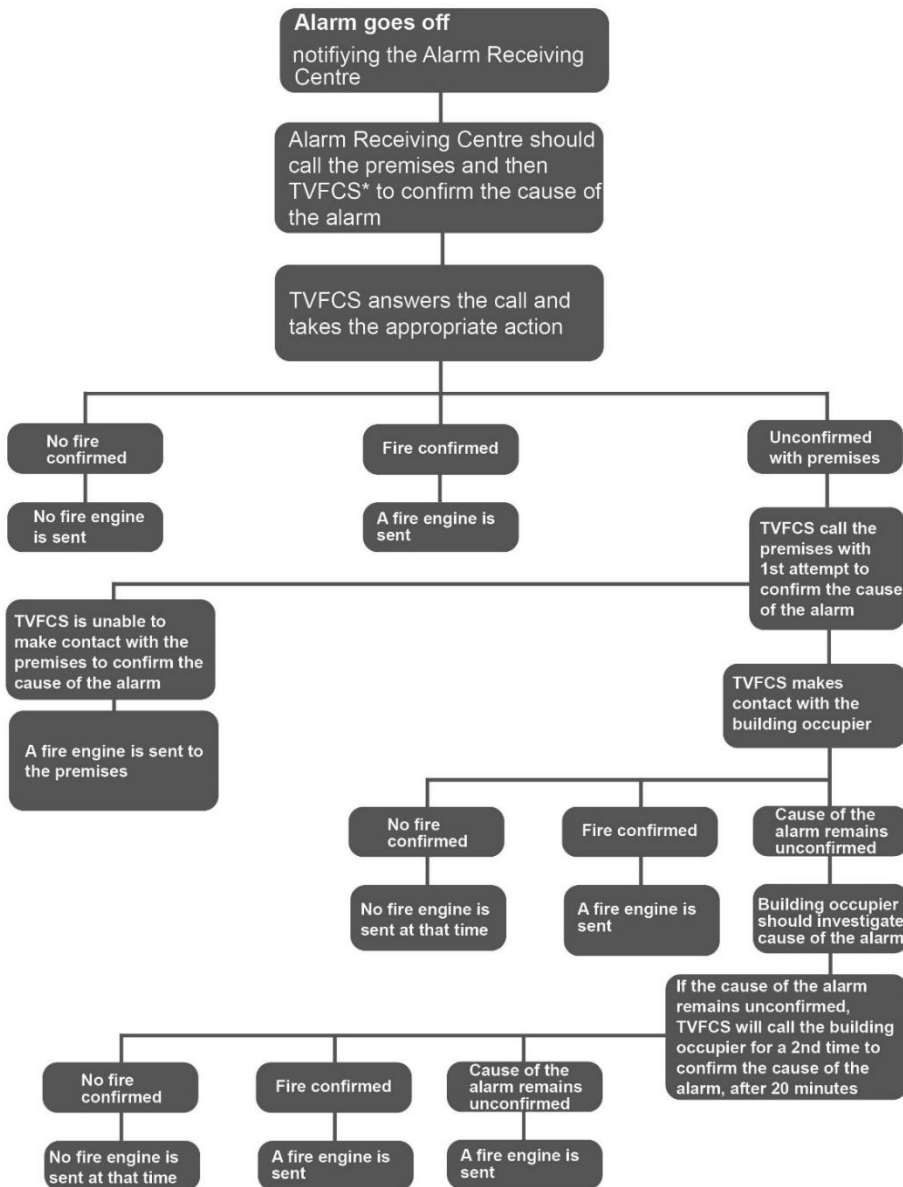 Alarm goes off
notifiying the Alarm Receiving
Centre
Alarm Receiving Centre should
call the premises and then
TVFCS* to confirm the cause of
the alarm
TVFCS answers the call and
takes the appropriate action
No fire
confirmed
Fire confirmed
Unconfirmed
with premises
No fire engine
is sent
A fire engine is
sent
TVFCS call the
premises with
1st attempt to
confirm the cause
of the alarm
TVFCS is unable to
make contact with the
premises to confirm the
cause of the alarm
A fire engine is sent to
the premises
TVFCS makes
contact with the
building occupier
No fire
confirmed
Fire confirmed
Cause of the
alarm remains
unconfirmed
No fire engine is
sent at that time
A fire engine is
sent
Building occupier
should investigate
cause of the alarm
If the cause of the alarm
remains unconfirmed,
TVFCS will call the building
occupier for a 2nd time to
confirm the cause of the
alarm, after 20 minutes
No fire
confirmed
Fire confirmed
Cause of the
alarm remains
unconfirmed
No fire engine is
sent at that time
A fire engine is
sent
A fire engine is
sent